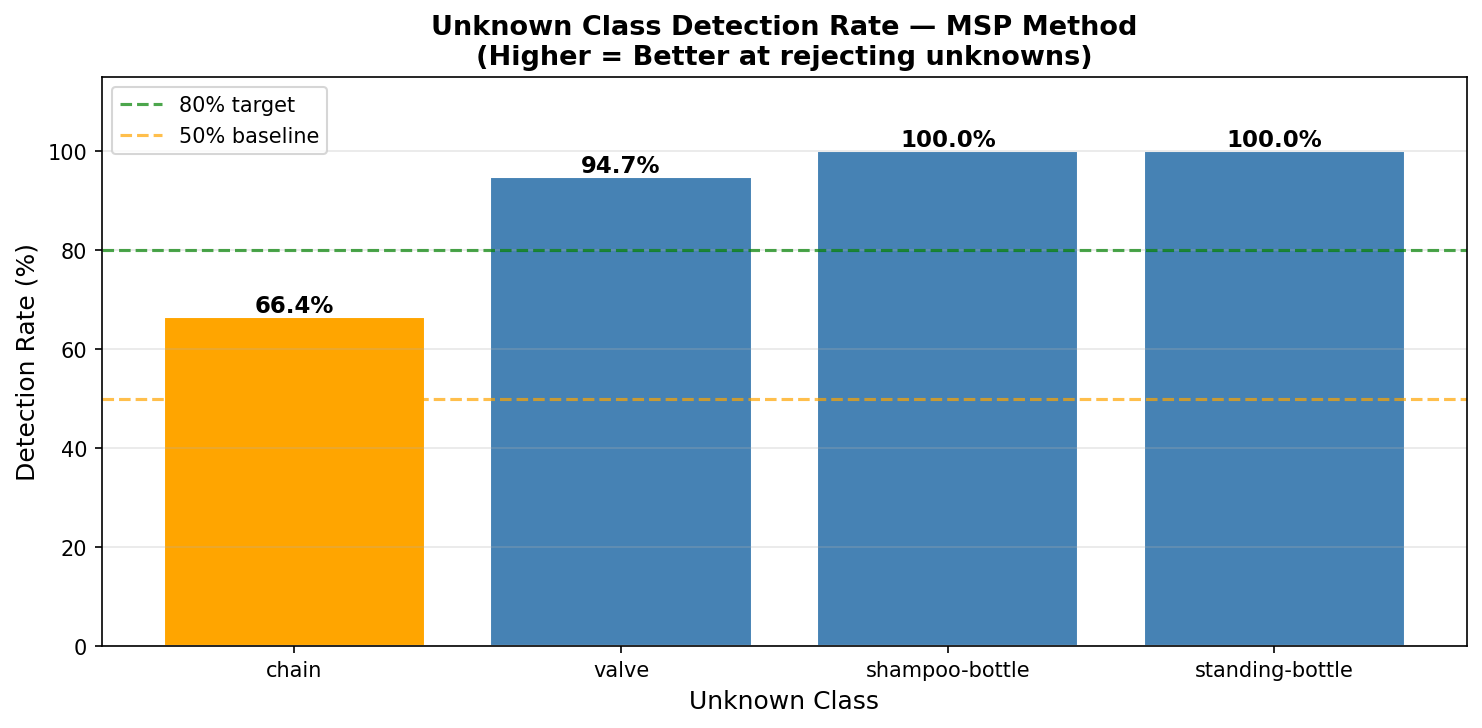 Unknown Class Detection Rate — MSP Method
(Higher = Better at rejecting unknowns)
80% target
50% baseline
Detection Rate (%)
100
80
60
40
20
0
66.4%
94.7%
100.0%
100.0%
chain
valve
shampoo-bottle
standing-bottle
Unknown Class